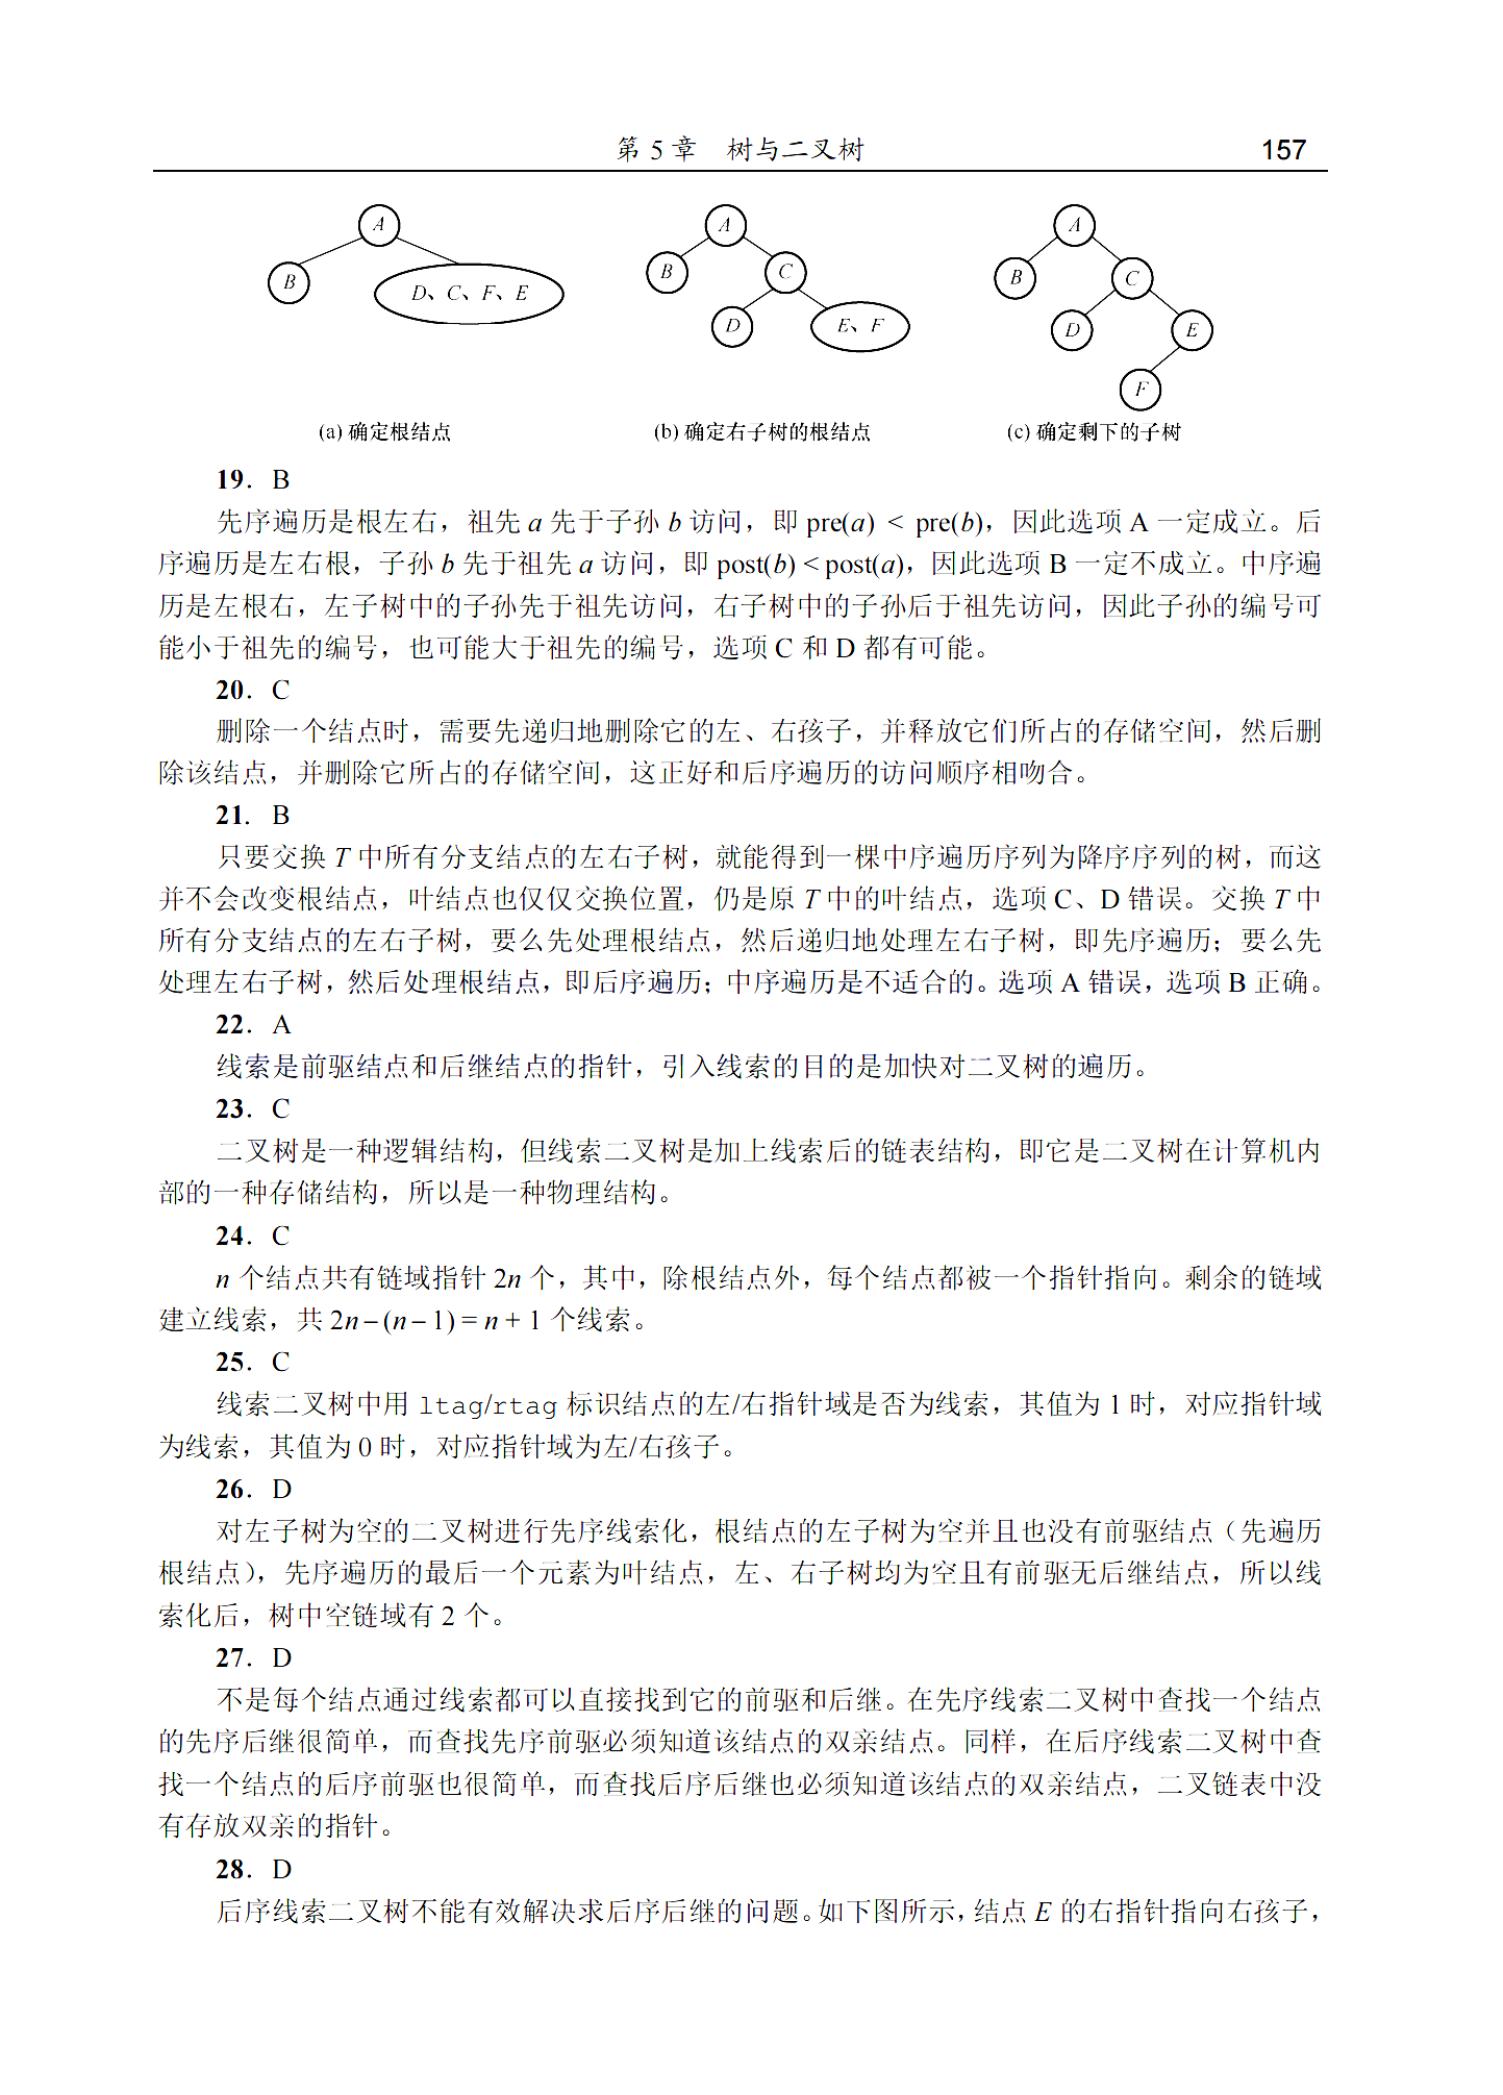 第 5 章 树与二叉树 157
A
B
D、C、F、E
A
B
C
D
E、F
A
B
C
D
E
F
(a) 确定根结点 (b) 确定右子树的根结点 (c) 确定剩下的子树
19. B
先序遍历是根左右，祖先 a 先于子孙 b 访问，即 pre(a) < pre(b)，因此选项 A 一定成立。后
序遍历是左右根，子孙 b 先于祖先 a 访问，即 post(b) < post(a)，因此选项 B 一定不成立。中序遍
历是左根右，左子树中的子孙先于祖先访问，右子树中的子孙后于祖先访问，因此子孙的编号可
能小于祖先的编号，也可能大于祖先的编号，选项 C 和 D 都有可能。
20. C
删除一个结点时，需要先递归地删除它的左、右孩子，并释放它们所占的存储空间，然后删
除该结点，并删除它所占的存储空间，这正好和后序遍历的访问顺序相吻合。
21. B
只要交换 T 中所有分支结点的左右子树，就能得到一棵中序遍历序列为降序序列的树，而这
并不会改变根结点，叶结点也仅仅交换位置，仍是原 T 中的叶结点，选项 C、D 错误。交换 T 中
所有分支结点的左右子树，要么先处理根结点，然后递归地处理左右子树，即先序遍历；要么先
处理左右子树，然后处理根结点，即后序遍历；中序遍历是不适合的。选项 A 错误，选项 B 正确。
22. A
线索是前驱结点和后继结点的指针，引入线索的目的是加快对二叉树的遍历。
23. C
二叉树是一种逻辑结构，但线索二叉树是加上线索后的链表结构，即它是二叉树在计算机内
部的一种存储结构，所以是一种物理结构。
24. C
n 个结点共有链域指针 2n 个，其中，除根结点外，每个结点都被一个指针指向。剩余的链域
建立线索，共 2n – (n – 1) = n + 1 个线索。
25. C
线索二叉树中用 ltag/rtag 标识结点的左/右指针域是否为线索，其值为 1 时，对应指针域
为线索，其值为 0 时，对应指针域为左/右孩子。
26. D
对左子树为空的二叉树进行先序线索化，根结点的左子树为空并且也没有前驱结点（先遍历
根结点），先序遍历的最后一个元素为叶结点，左、右子树均为空且有前驱无后继结点，所以线
索化后，树中空链域有 2 个。
27. D
不是每个结点通过线索都可以直接找到它的前驱和后继。在先序线索二叉树中查找一个结点
的先序后继很简单，而查找先序前驱必须知道该结点的双亲结点。同样，在后序线索二叉树中查
找一个结点的后序前驱也很简单，而查找后序后继也必须知道该结点的双亲结点，二叉链表中没
有存放双亲的指针。
28. D
后序线索二叉树不能有效解决求后序后继的问题。如下图所示，结点 E 的右指针指向右孩子，